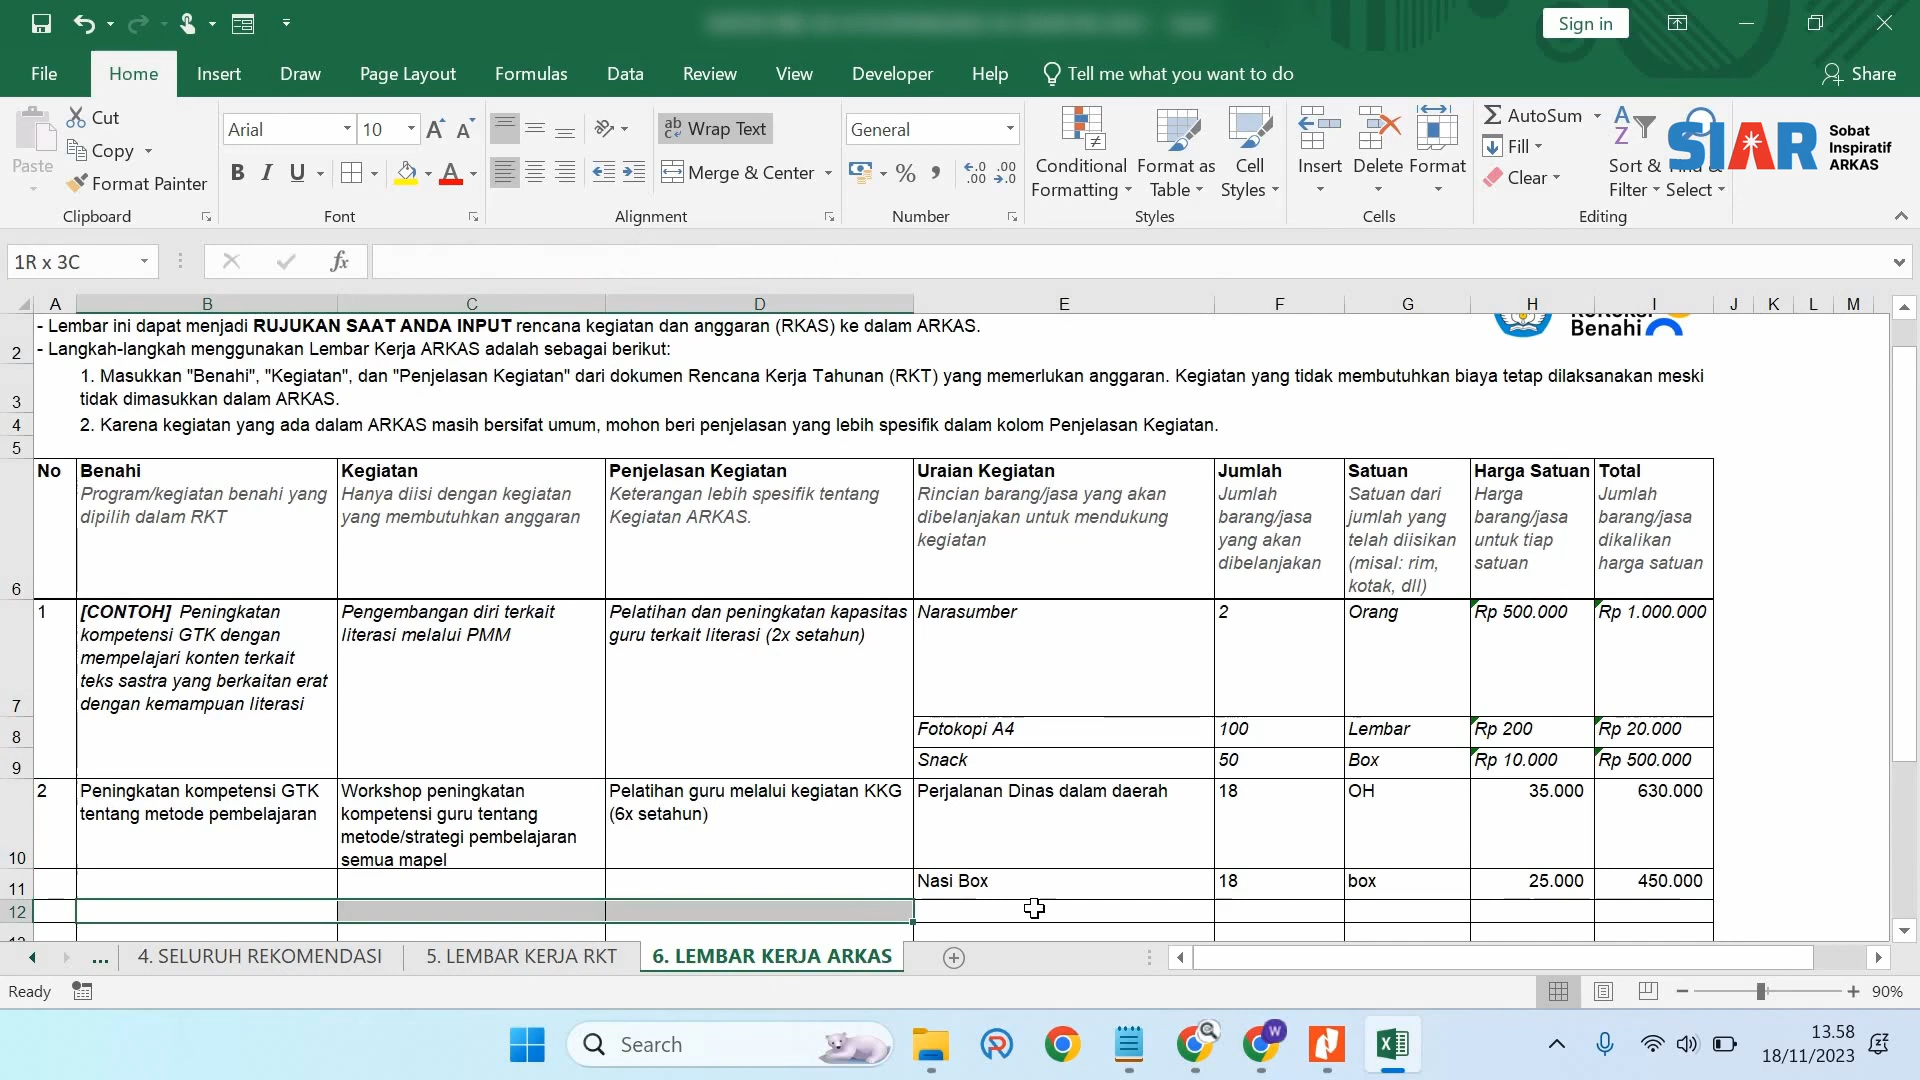 Sign in
File
Home
Insert
Draw
Page Layout
Formulas
Data
Review
View
Developer
Help
Tell me what you want to do
Share
Paste
Cut
Copy
Format Painter
Clipboard
Arial
10
B I U
Font
Wrap Text
Merge & Center
Alignment
General
Number
Conditional
Formatting
Format as
Table
Cell
Styles
Styles
Insert
Delete
Format
Cells
AutoSum
Fill
Clear
Sort &
Filter
Select
Editing
SIAR
Sobat
Inspiratif
ARKAS
1R x 3C
fx
A B C D E F G H I J K L M
- Lembar ini dapat menjadi RUJUKAN SAAT ANDA INPUT rencana kegiatan dan anggaran (RKAS) ke dalam ARKAS.
Benahi
2
- Langkah-langkah menggunakan Lembar Kerja ARKAS adalah sebagai berikut:
1. Masukkan "Benahi", "Kegiatan", dan "Penjelasan Kegiatan" dari dokumen Rencana Kerja Tahunan (RKT) yang memerlukan anggaran. Kegiatan yang tidak membutuhkan biaya tetap dilaksanakan meski
3
tidak dimasukkan dalam ARKAS.
4
2. Karena kegiatan yang ada dalam ARKAS masih bersifat umum, mohon beri penjelasan yang lebih spesifik dalam kolom Penjelasan Kegiatan.
5
6
No
Benahi
Program/kegiatan benahi yang
dipilih dalam RKT
Kegiatan
Hanya diisi dengan kegiatan
yang membutuhkan anggaran
Penjelasan Kegiatan
Keterangan lebih spesifik tentang
Kegiatan ARKAS.
Uraian Kegiatan
Rincian barang/jasa yang akan
dibelanjakan untuk mendukung
kegiatan
Jumlah
Jumlah
barang/jasa
yang akan
dibelanjakan
Satuan
Satuan dari
jumlah yang
telah diisikan
(misal: rim,
kotak, dll)
Harga Satuan
Harga
barang/jasa
untuk tiap
satuan
Total
Jumlah
barang/jasa
dikalikan
harga satuan
7
1
[CONTOH] Peningkatan
kompetensi GTK dengan
mempelajari konten terkait
teks sastra yang berkaitan erat
dengan kemampuan literasi
Pengembangan diri terkait
literasi melalui PMM
Pelatihan dan peningkatan kapasitas
guru terkait literasi (2x setahun)
Narasumber
2
Orang
Rp 500.000
Rp 1.000.000
8
Fotokopi A4
100
Lembar
Rp 200
Rp 20.000
9
Snack
50
Box
Rp 10.000
Rp 500.000
10
2
Peningkatan kompetensi GTK
tentang metode pembelajaran
Workshop peningkatan
kompetensi guru tentang
metode/strategi pembelajaran
semua mapel
Pelatihan guru melalui kegiatan KKG
(6x setahun)
Perjalanan Dinas dalam daerah
18
OH
35.000
630.000
11
Nasi Box
18
box
25.000
450.000
12
... 4. SELURUH REKOMENDASI
5. LEMBAR KERJA RKT
6. LEMBAR KERJA ARKAS
Ready
90%
Search
13.58
18/11/2023